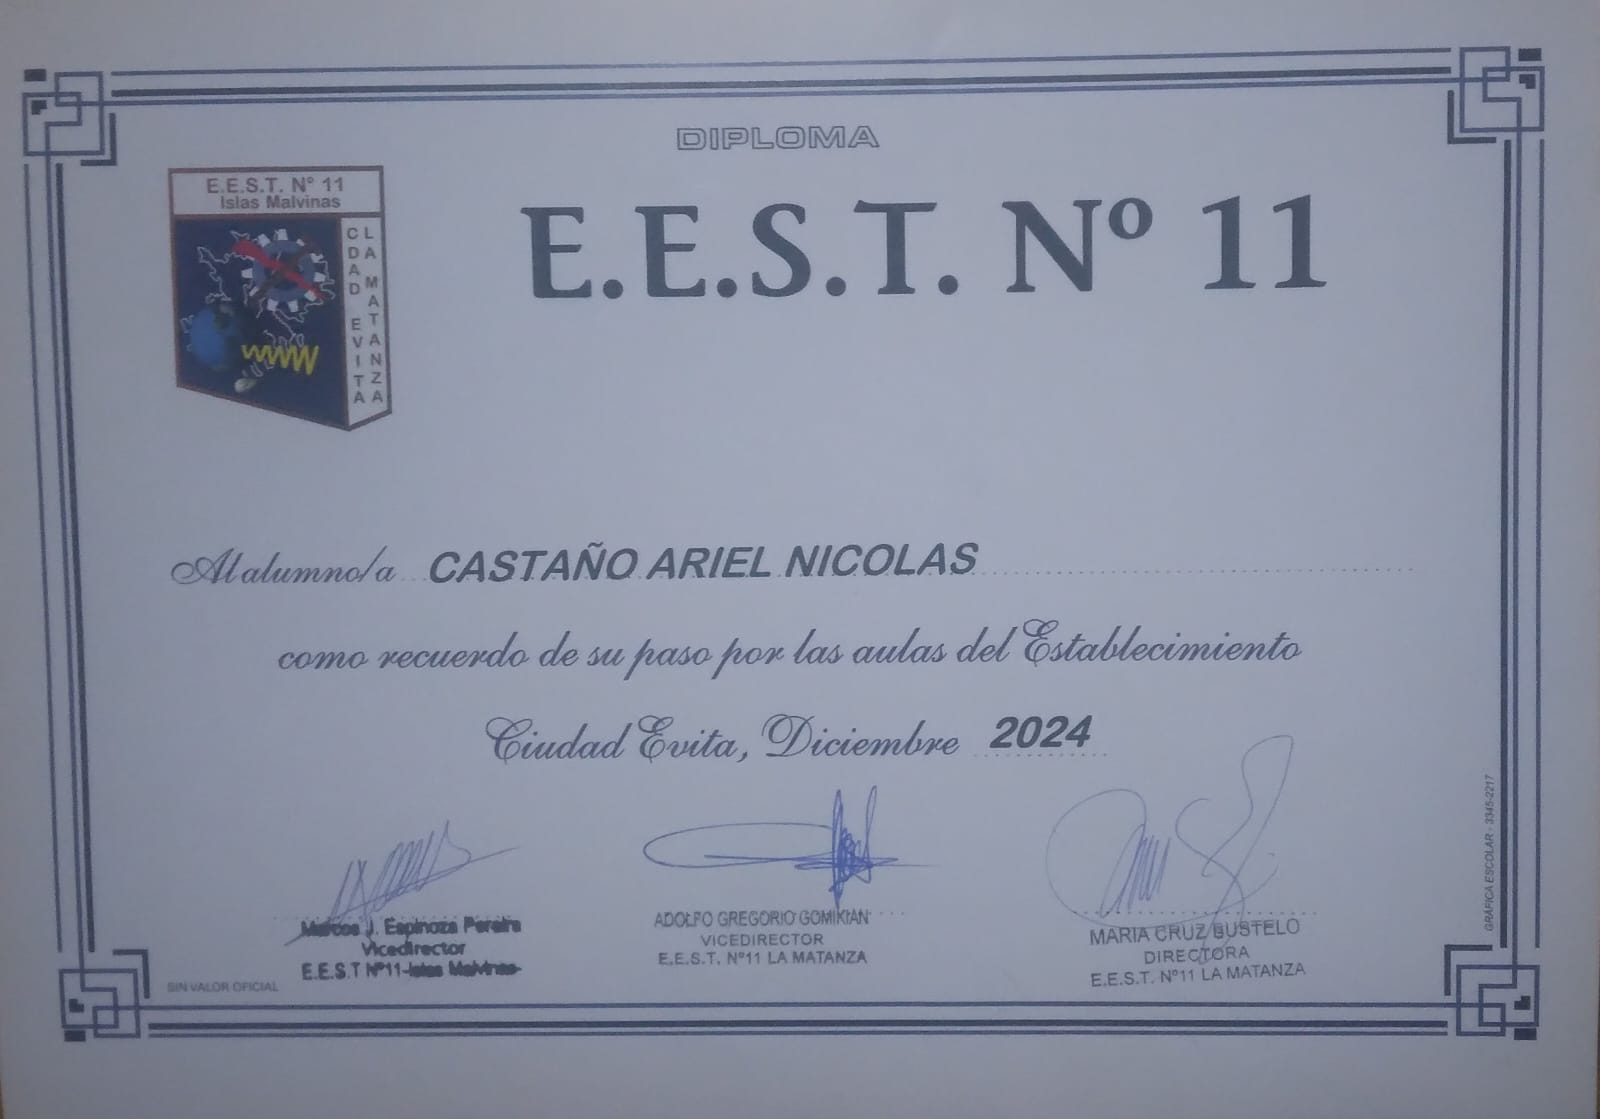 DIPLOMA
E.E.S.T. Nº 11
Islas Malvinas
CDAD EVITA
LA MATANZA
www
E.E.S.T. Nº 11
Al alumno/a CASTAÑO ARIEL NICOLAS
como recuerdo de su paso por las aulas del Establecimiento
Ciudad Evita, Diciembre 2024
Marcos J. Espinoza Pereira
Vicedirector
E.E.S.T Nº11-Islas Malvinas-
ADOLFO GREGORIO GOMIKIAN
VICEDIRECTOR
E.E.S.T. Nº11 LA MATANZA
MARIA CRUZ BUSTELO
DIRECTORA
E.E.S.T. Nº11 LA MATANZA
SIN VALOR OFICIAL
GRÁFICA ESCOLAR - 3345-2217